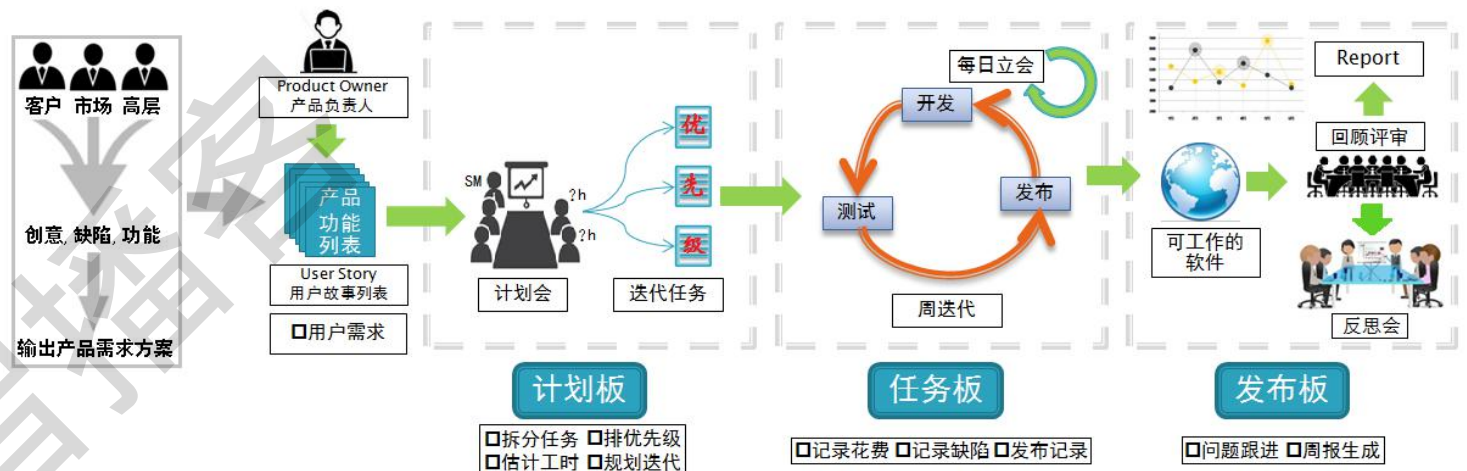 客户 市场 高层
创意, 缺陷, 功能
输出产品需求方案
Product Owner
产品负责人
产品
功能
列表
User Story
用户故事列表
用户需求
SM
?h
?h
计划会
优
先
级
迭代任务
计划板
拆分任务 排优先级
估计工时 规划迭代
每日立会
开发
测试
发布
周迭代
任务板
记录花费 记录缺陷 发布记录
可工作的
软件
Report
回顾评审
反思会
发布板
问题跟进 周报生成
播客